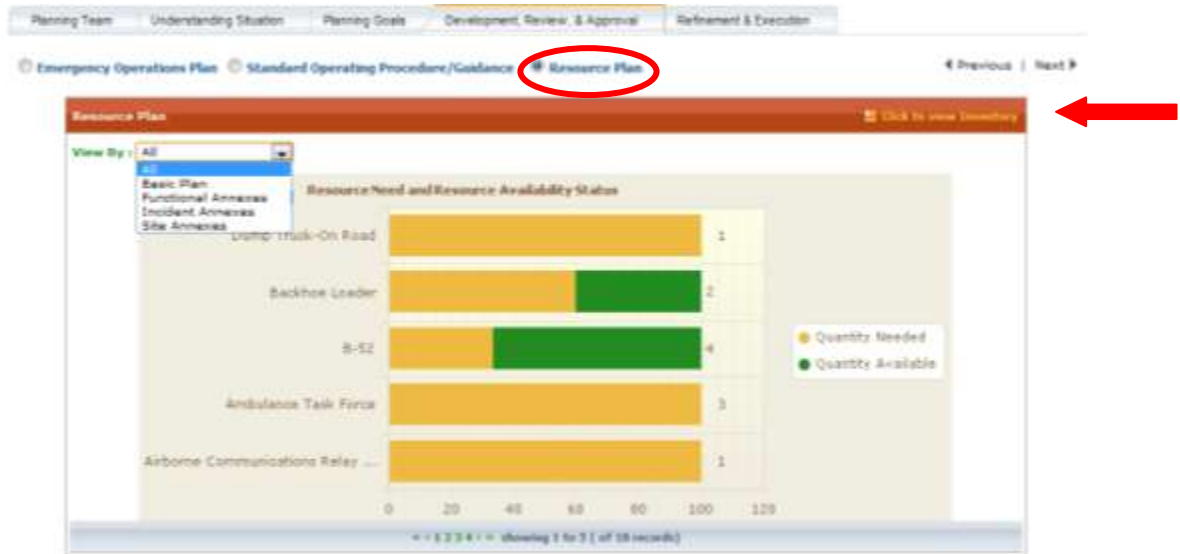 Planning Team Understanding Situation Planning Goals Development, Review, & Approval Refinement & Execution
Emergency Operations Plan Standard Operating Procedure/Guidance Resource Plan Previous | Next
Resource Plan Click to view Inventory
View By : All
All
Basic Plan
Functional Annexes
Incident Annexes
Site Annexes
Resource Need and Resource Availability Status
Dump Truck-On Road 1
Backhoe Loader 2
B-52 4
Ambulance Task Force 3
Airborne Communications Relay ... 1
Quantity Needed
Quantity Available
0 20 40 60 80 100 120
1 2 3 4 showing 1 to 5 ( of 18 records)